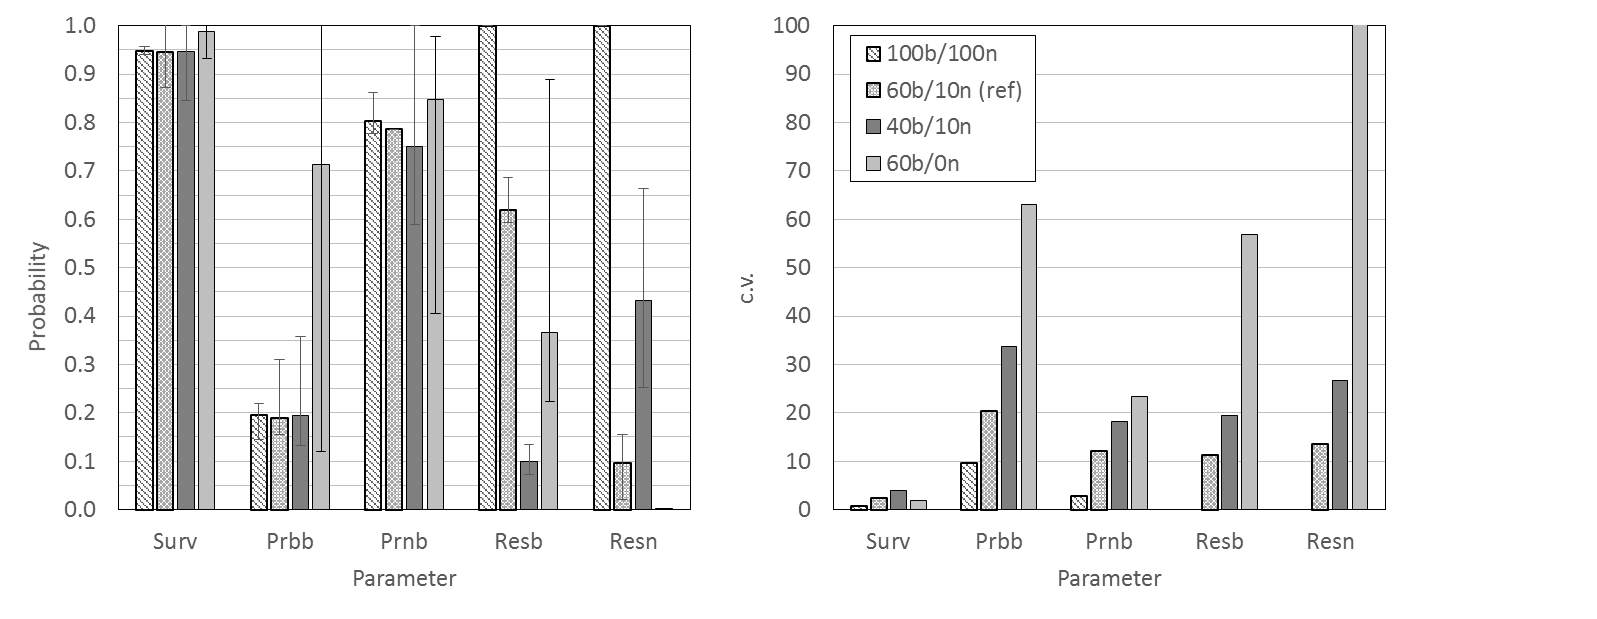 1.0
0.9
0.8
0.7
0.6
0.5
0.4
0.3
0.2
0.1
0.0
Probability
Surv Prbb Prnb Resb Resn
Parameter
100
90
80
70
60
50
40
30
20
10
0
c.v.
100b/100n
60b/10n (ref)
40b/10n
60b/0n
Surv Prbb Prnb Resb Resn
Parameter